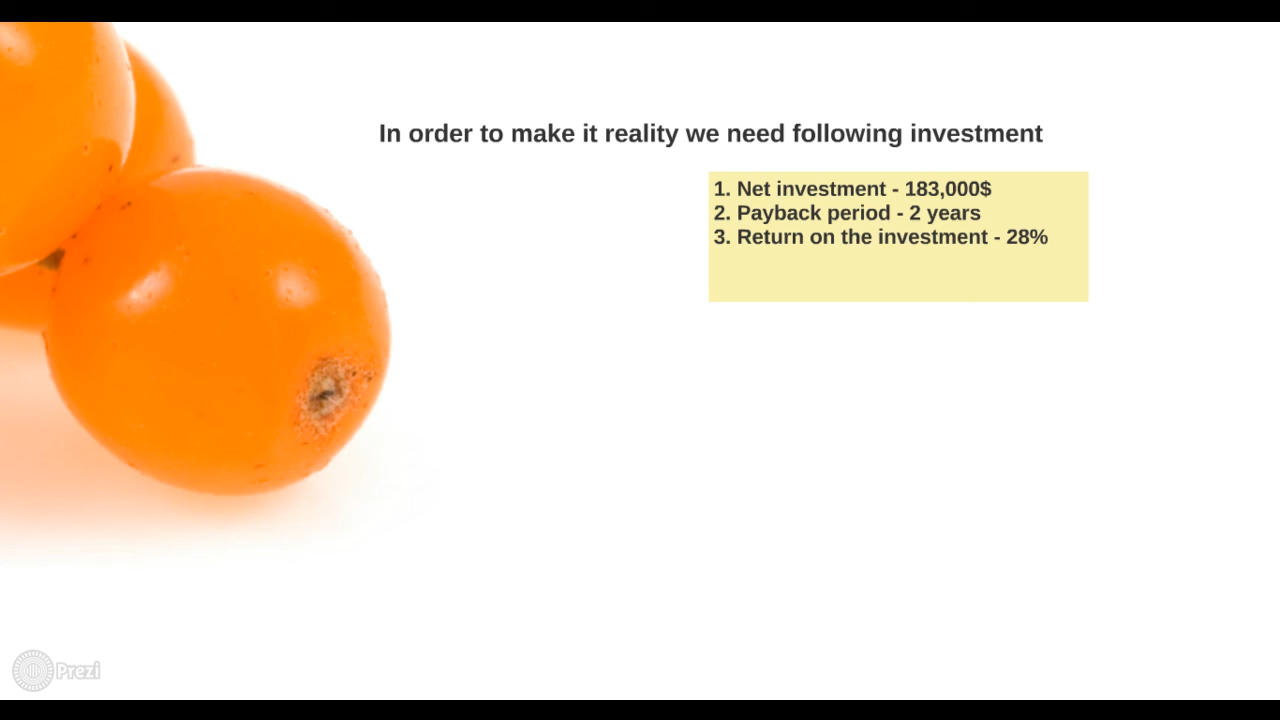 In order to make it reality we need following investment
1. Net investment - 183,000$
2. Payback period - 2 years
3. Return on the investment - 28%
Prezi